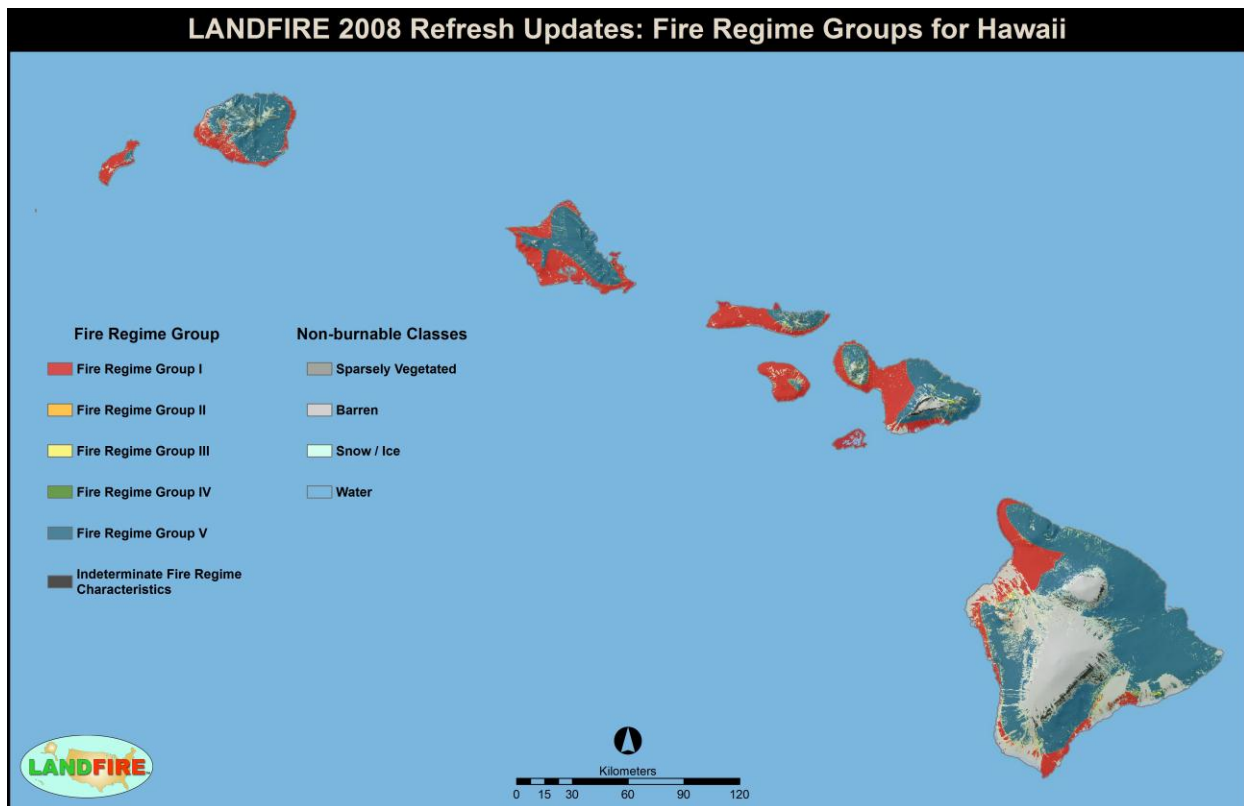 LANDFIRE 2008 Refresh Updates: Fire Regime Groups for Hawaii
Fire Regime Group
Fire Regime Group I
Fire Regime Group II
Fire Regime Group III
Fire Regime Group IV
Fire Regime Group V
Indeterminate Fire Regime
Characteristics
Non-burnable Classes
Sparsely Vegetated
Barren
Snow / Ice
Water
LANDFIRE
Kilometers
0 15 30 60 90 120